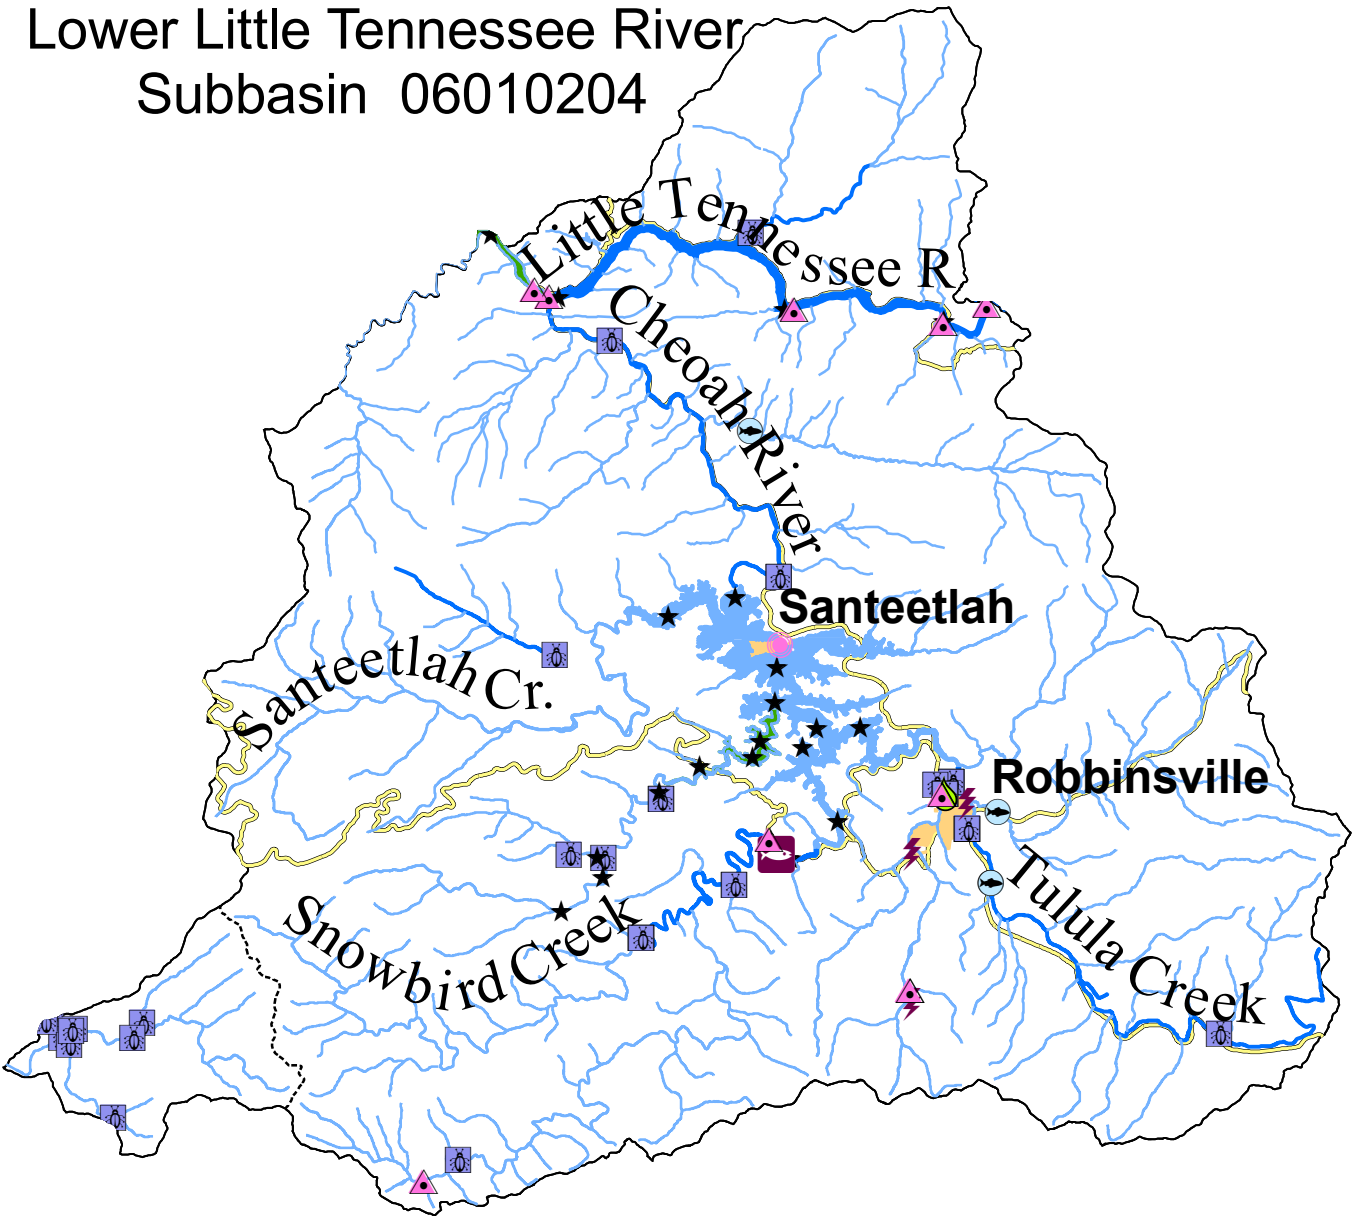 Lower Little Tennessee River
Subbasin 06010204
Little Tennessee R
Cheoah River
Santeetlah
Santeetlah Cr.
Robbinsville
Tulula Creek
Snowbird Creek